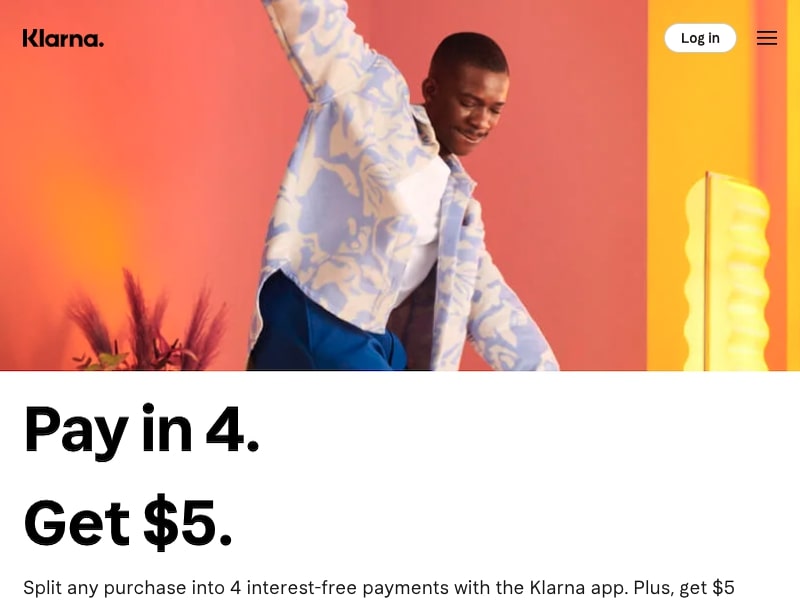 Klarna.
Log in
Pay in 4.
Get $5.
Split any purchase into 4 interest-free payments with the Klarna app. Plus, get $5